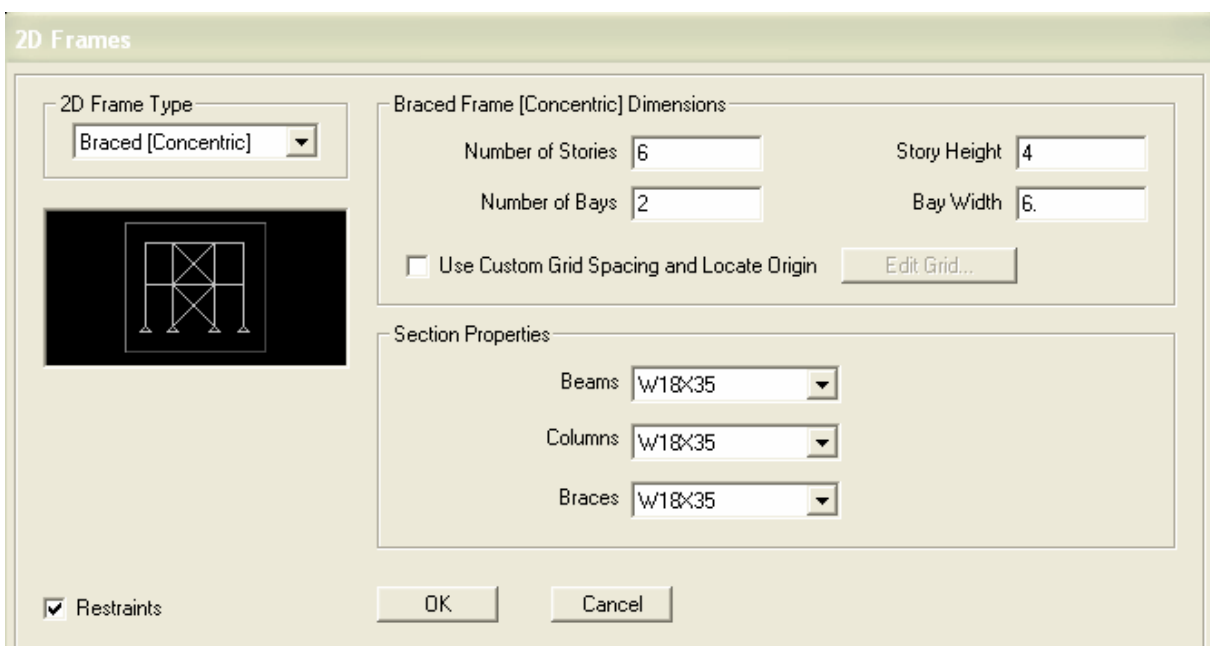 2D Frames
2D Frame Type
Braced [Concentric]
Braced Frame [Concentric] Dimensions
Number of Stories 6
Story Height 4
Number of Bays 2
Bay Width 6.
Use Custom Grid Spacing and Locate Origin
Edit Grid...
Section Properties
Beams W18X35
Columns W18X35
Braces W18X35
Restraints
OK
Cancel